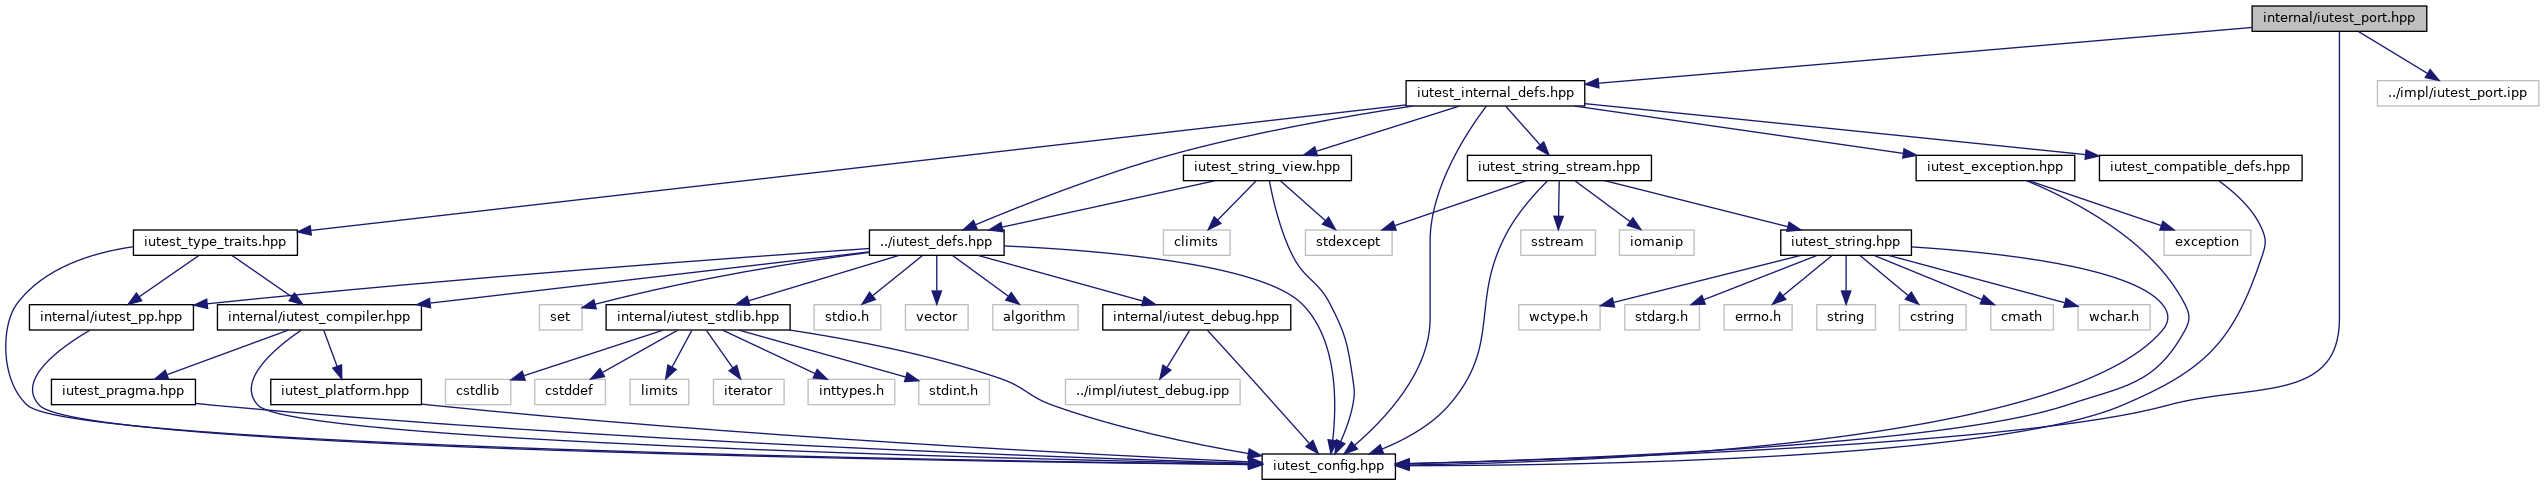 internal/iutest_port.hpp
iutest_internal_defs.hpp
../impl/iutest_port.ipp
iutest_string_view.hpp
iutest_string_stream.hpp
iutest_exception.hpp
iutest_compatible_defs.hpp
iutest_type_traits.hpp
../iutest_defs.hpp
climits
stdexcept
sstream
iomanip
iutest_string.hpp
exception
internal/iutest_pp.hpp
internal/iutest_compiler.hpp
set
internal/iutest_stdlib.hpp
stdio.h
vector
algorithm
internal/iutest_debug.hpp
wctype.h
stdarg.h
errno.h
string
cstring
cmath
wchar.h
iutest_pragma.hpp
iutest_platform.hpp
cstdlib
cstddef
limits
iterator
inttypes.h
stdint.h
../impl/iutest_debug.ipp
iutest_config.hpp